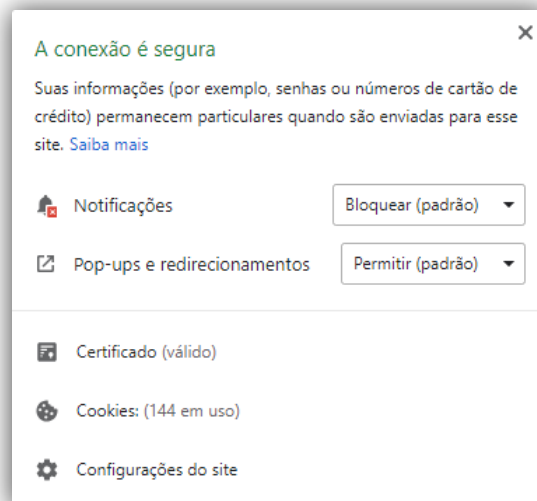 A conexão é segura
Suas informações (por exemplo, senhas ou números de cartão de
crédito) permanecem particulares quando são enviadas para esse
site. Saiba mais
Notificações Bloquear (padrão)
Pop-ups e redirecionamentos Permitir (padrão)
Certificado (válido)
Cookies: (144 em uso)
Configurações do site